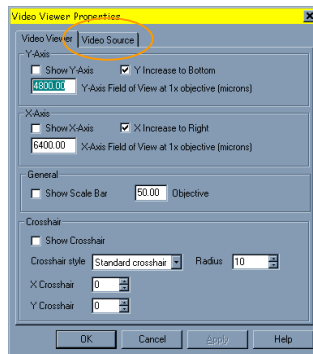 Video Viewer Properties
Video Viewer Video Source
Y-Axis
Show Y-Axis Y Increase to Bottom
4800.00 Y-Axis Field of View at 1x objective (microns)
X-Axis
Show X-Axis X Increase to Right
6400.00 X-Axis Field of View at 1x objective (microns)
General
Show Scale Bar 50.00 Objective
Crosshair
Show Crosshair
Crosshair style Standard crosshair Radius 10
X Crosshair 0
Y Crosshair 0
OK Cancel Apply Help